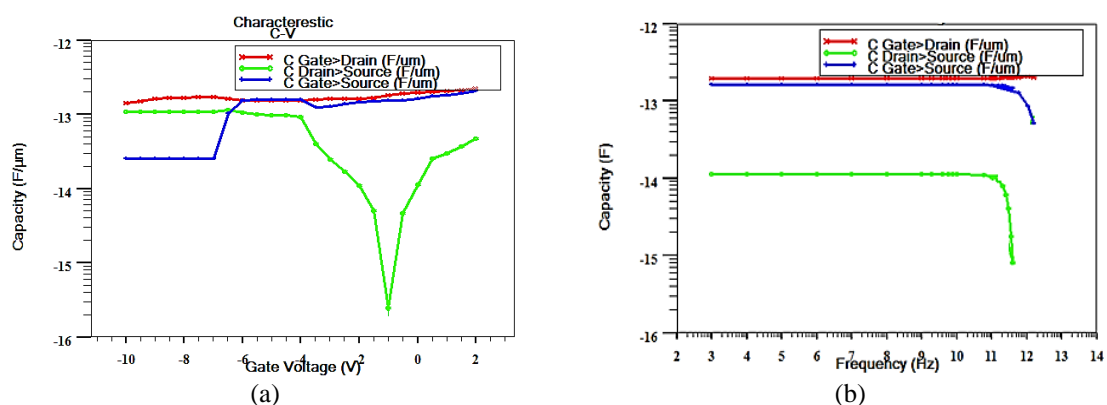 Characterestic
C-V
C Gate>Drain (F/um)
C Drain>Source (F/um)
C Gate>Source (F/um)
Capacity (F/µm)
-12
-13
-14
-15
-16
-10 -8 -6 -4 -2 0 2
Gate Voltage (V)
(a)
C Gate>Drain (F/um)
C Drain>Source (F/um)
C Gate>Source (F/um)
Capacity (F)
-12
-13
-14
-15
-16
2 3 4 5 6 7 8 9 10 11 12 13 14
Frequency (Hz)
(b)